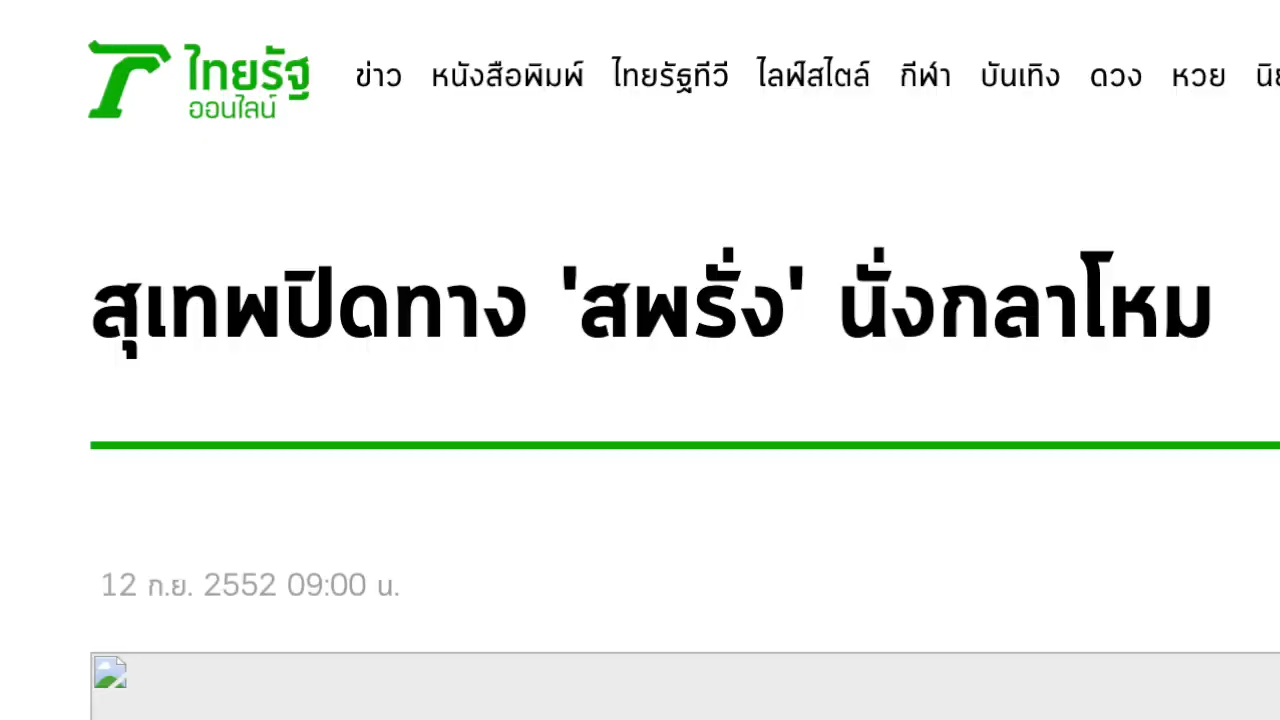 ไทยรัฐ
ออนไลน์
ข่าว หนังสือพิมพ์ ไทยรัฐทีวี ไลฟ์สไตล์ กีฬา บันเทิง ดวง หวย
สุเทพปิดทาง 'สพรั่ง' นั่งกลาโหม
12 ก.ย. 2552 09:00 น.